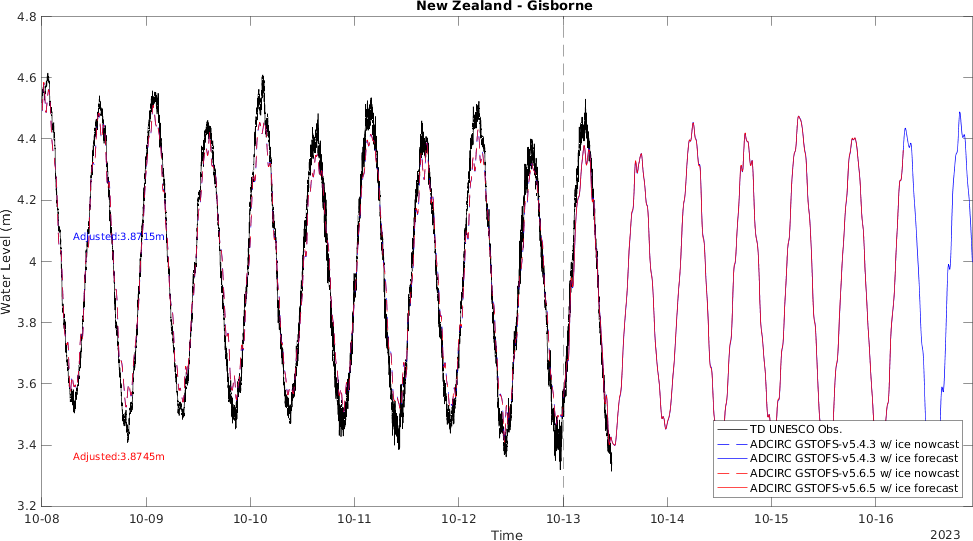 New Zealand - Gisborne
4.8
4.6
4.4
4.2
4
3.8
3.6
3.4
3.2
Water Level (m)
Adjusted:3.8715m
Adjusted:3.8745m
TD UNESCO Obs.
ADCIRC GSTOFS-v5.4.3 w/ ice nowcast
ADCIRC GSTOFS-v5.4.3 w/ ice forecast
ADCIRC GSTOFS-v5.6.5 w/ ice nowcast
ADCIRC GSTOFS-v5.6.5 w/ ice forecast
10-08 10-09 10-10 10-11 10-12 10-13 10-14 10-15 10-16
Time
2023